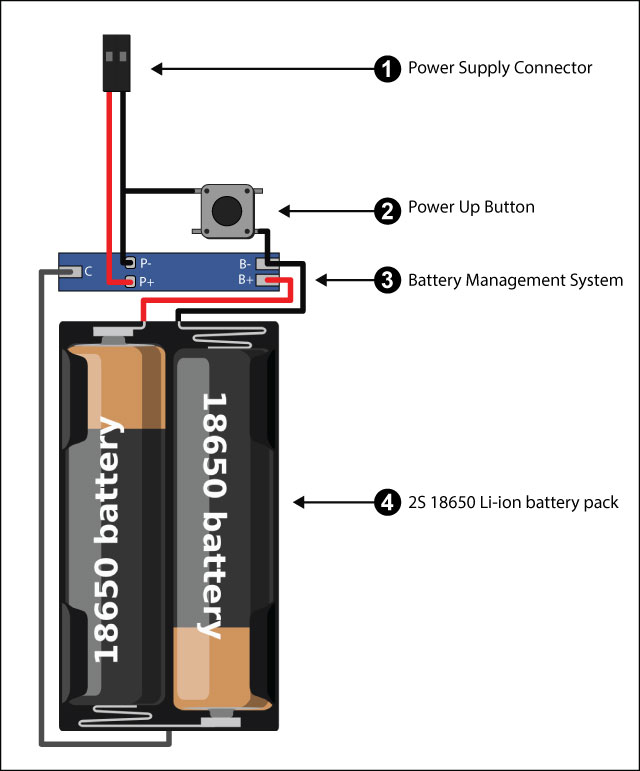 1 Power Supply Connector
2 Power Up Button
P-
B-
C
3 Battery Management System
P+
B+
18650 battery
18650 battery
4 2S 18650 Li-ion battery pack